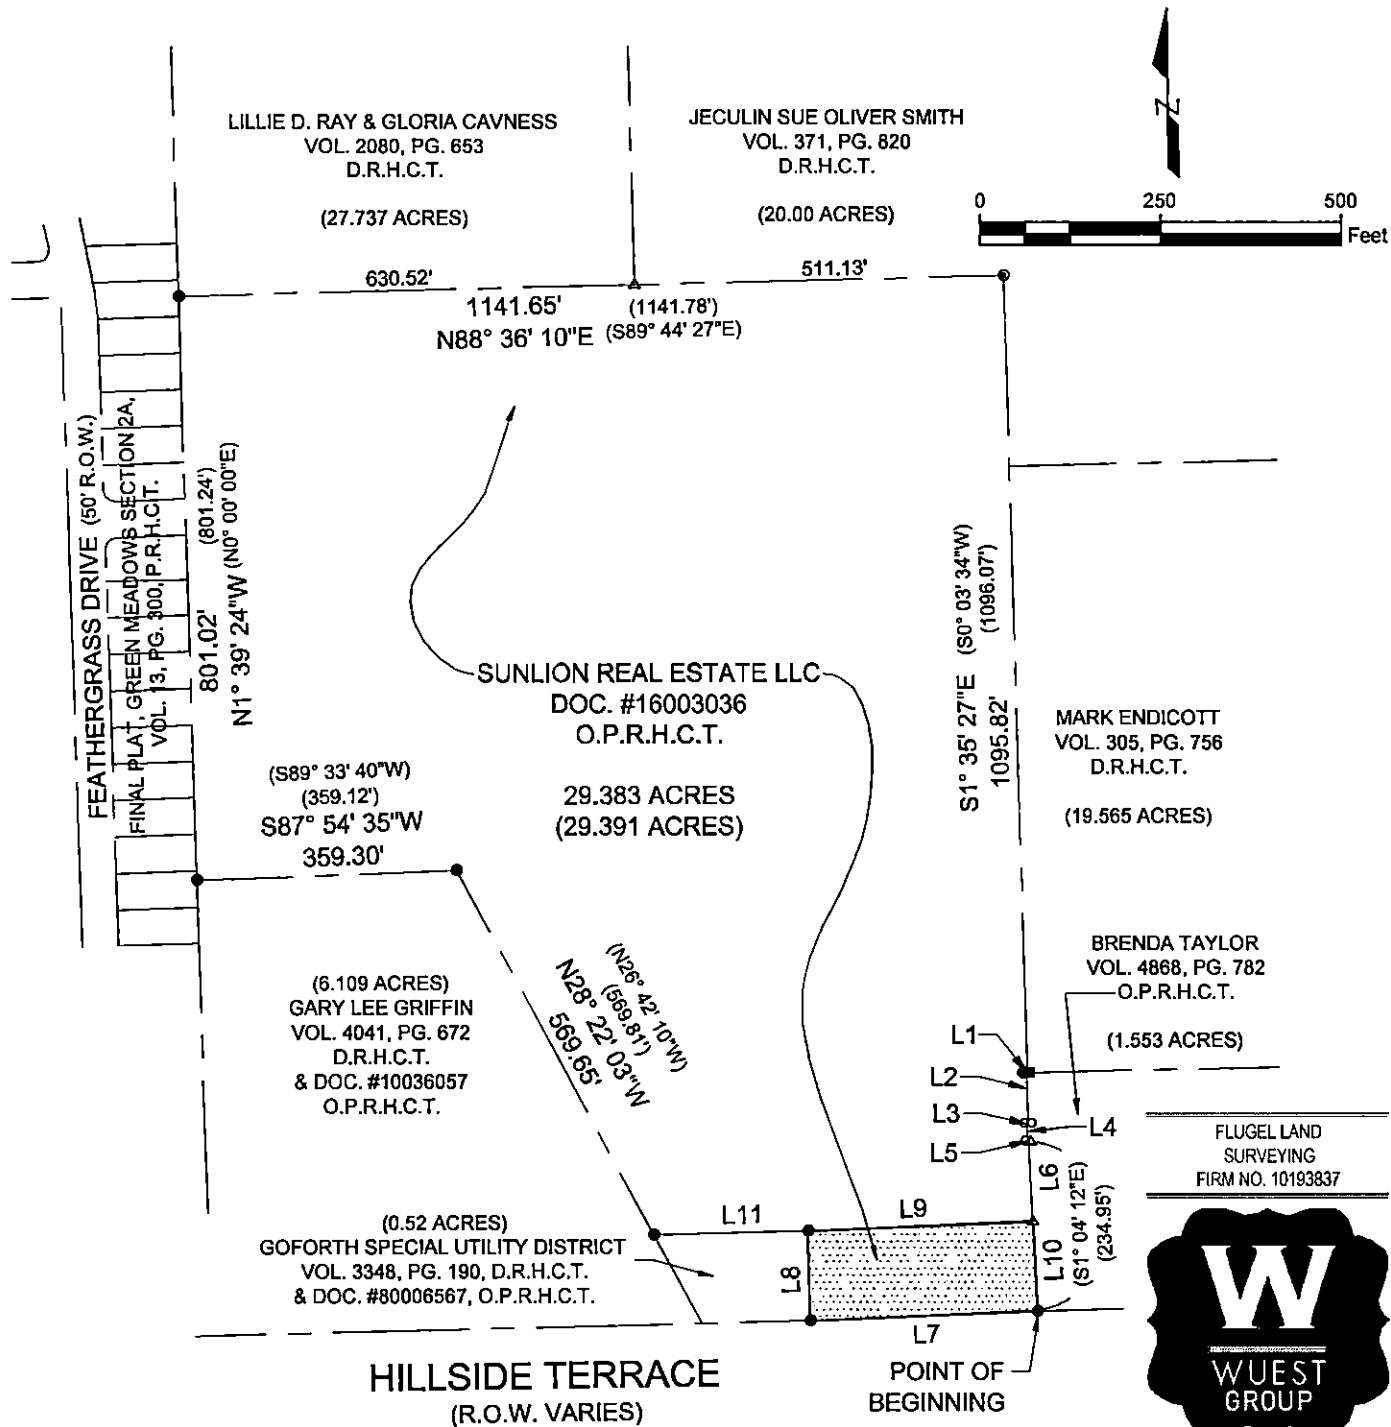 LILLIE D. RAY & GLORIA CAVNESS
VOL. 2080, PG. 653
D.R.H.C.T.
(27.737 ACRES)
JECULIN SUE OLIVER SMITH
VOL. 371, PG. 820
D.R.H.C.T.
(20.00 ACRES)
N
0 250 500
Feet
630.52'
511.13'
1141.65'
(1141.78')
N88° 36' 10"E (S89° 44' 27"E)
FEATHERGRASS DRIVE (50' R.O.W.)
FINAL PLAT, GREEN MEADOWS SECTION 2A,
VOL. 13, PG. 300, P.R.H.C.T.
801.02' (801.24')
N1° 39' 24"W (N0° 00' 00"E)
S1° 35' 27"E (S0° 03' 34"W)
1095.82' (1096.07')
SUNLION REAL ESTATE LLC
DOC. #16003036
O.P.R.H.C.T.
29.383 ACRES
(29.391 ACRES)
MARK ENDICOTT
VOL. 305, PG. 756
D.R.H.C.T.
(19.565 ACRES)
(S89° 33' 40"W)
(359.12')
S87° 54' 35"W
359.30'
BRENDA TAYLOR
VOL. 4868, PG. 782
O.P.R.H.C.T.
(1.553 ACRES)
(N26° 42' 10"W)
(569.81')
N28° 22' 03"W
569.65'
(6.109 ACRES)
GARY LEE GRIFFIN
VOL. 4041, PG. 672
D.R.H.C.T.
& DOC. #10036057
O.P.R.H.C.T.
L1
L2
L3
L4
L5
L6
(S1° 04' 12"E)
(234.95')
FLUGEL LAND
SURVEYING
FIRM NO. 10193837
(0.52 ACRES)
GOFORTH SPECIAL UTILITY DISTRICT
VOL. 3348, PG. 190, D.R.H.C.T.
& DOC. #80006567, O.P.R.H.C.T.
L11
L9
L8
L10
L7
POINT OF
BEGINNING
HILLSIDE TERRACE
(R.O.W. VARIES)
W
WUEST
GROUP